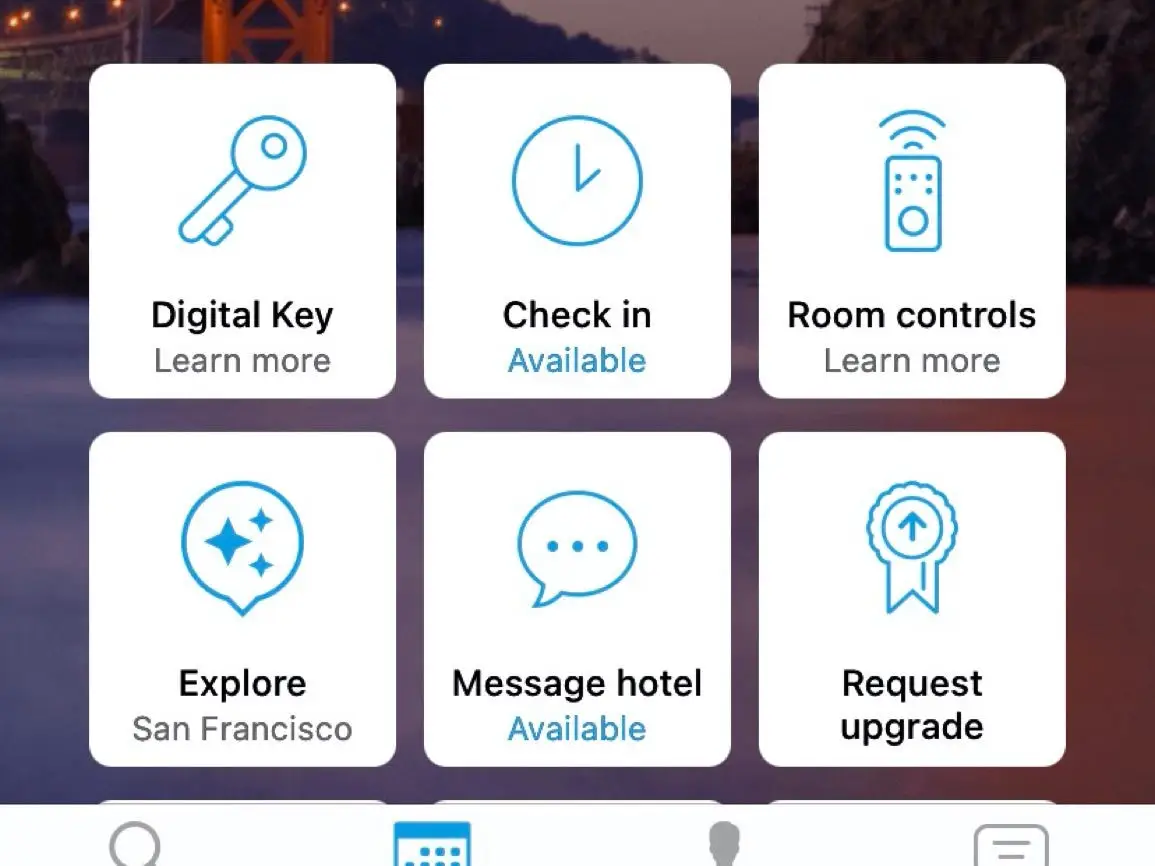 Digital Key
Learn more
Check in
Available
Room controls
Learn more
Explore
San Francisco
Message hotel
Available
Request
upgrade